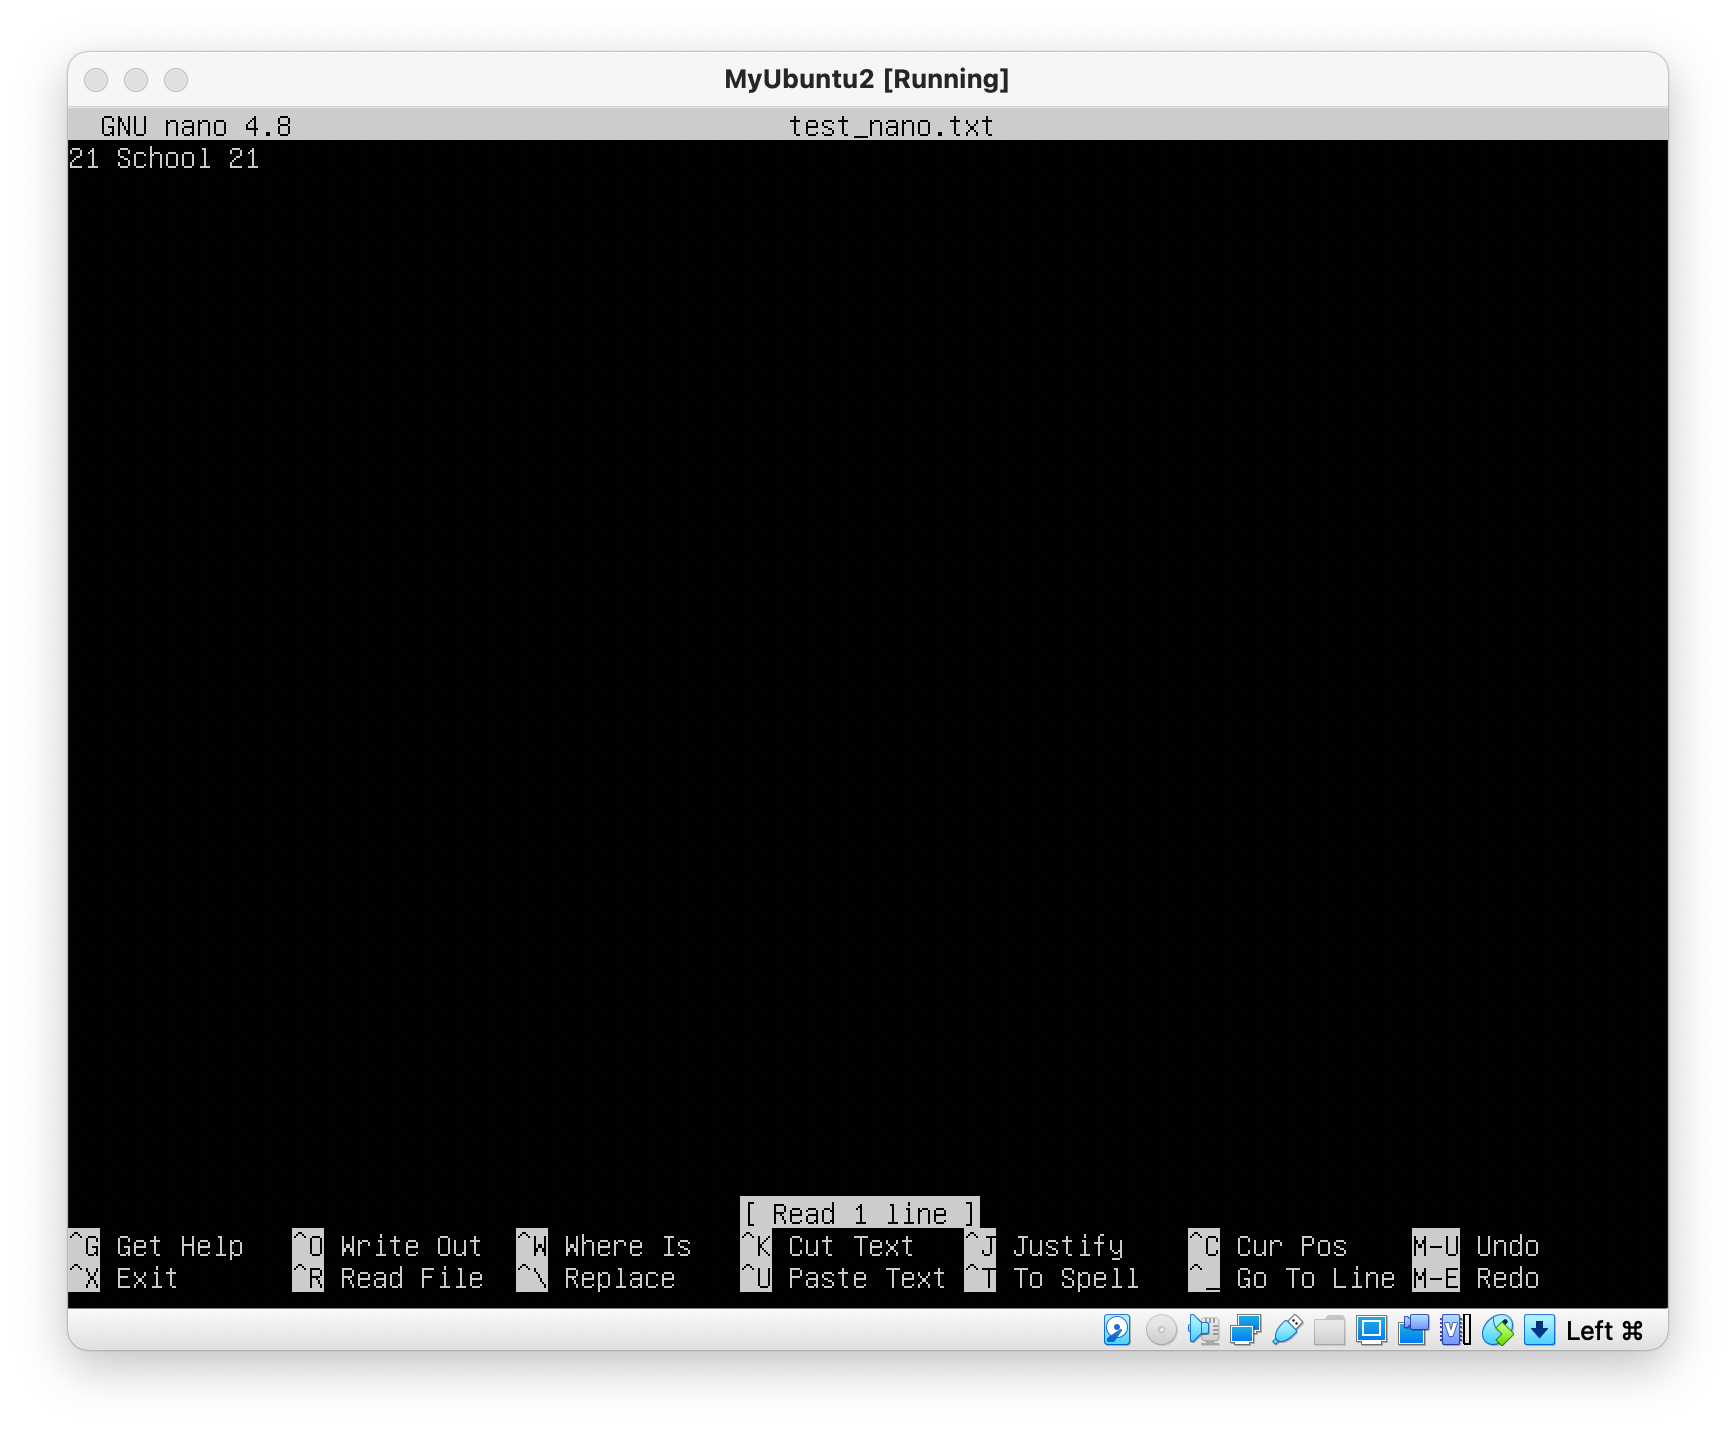 MyUbuntu2 [Running]
GNU nano 4.8 test_nano.txt
21 School 21
[ Read 1 line ]
^G Get Help ^O Write Out ^W Where Is ^K Cut Text ^J Justify ^C Cur Pos M-U Undo
^X Exit ^R Read File ^\ Replace ^U Paste Text ^T To Spell ^_ Go To Line M-E Redo
Left ⌘